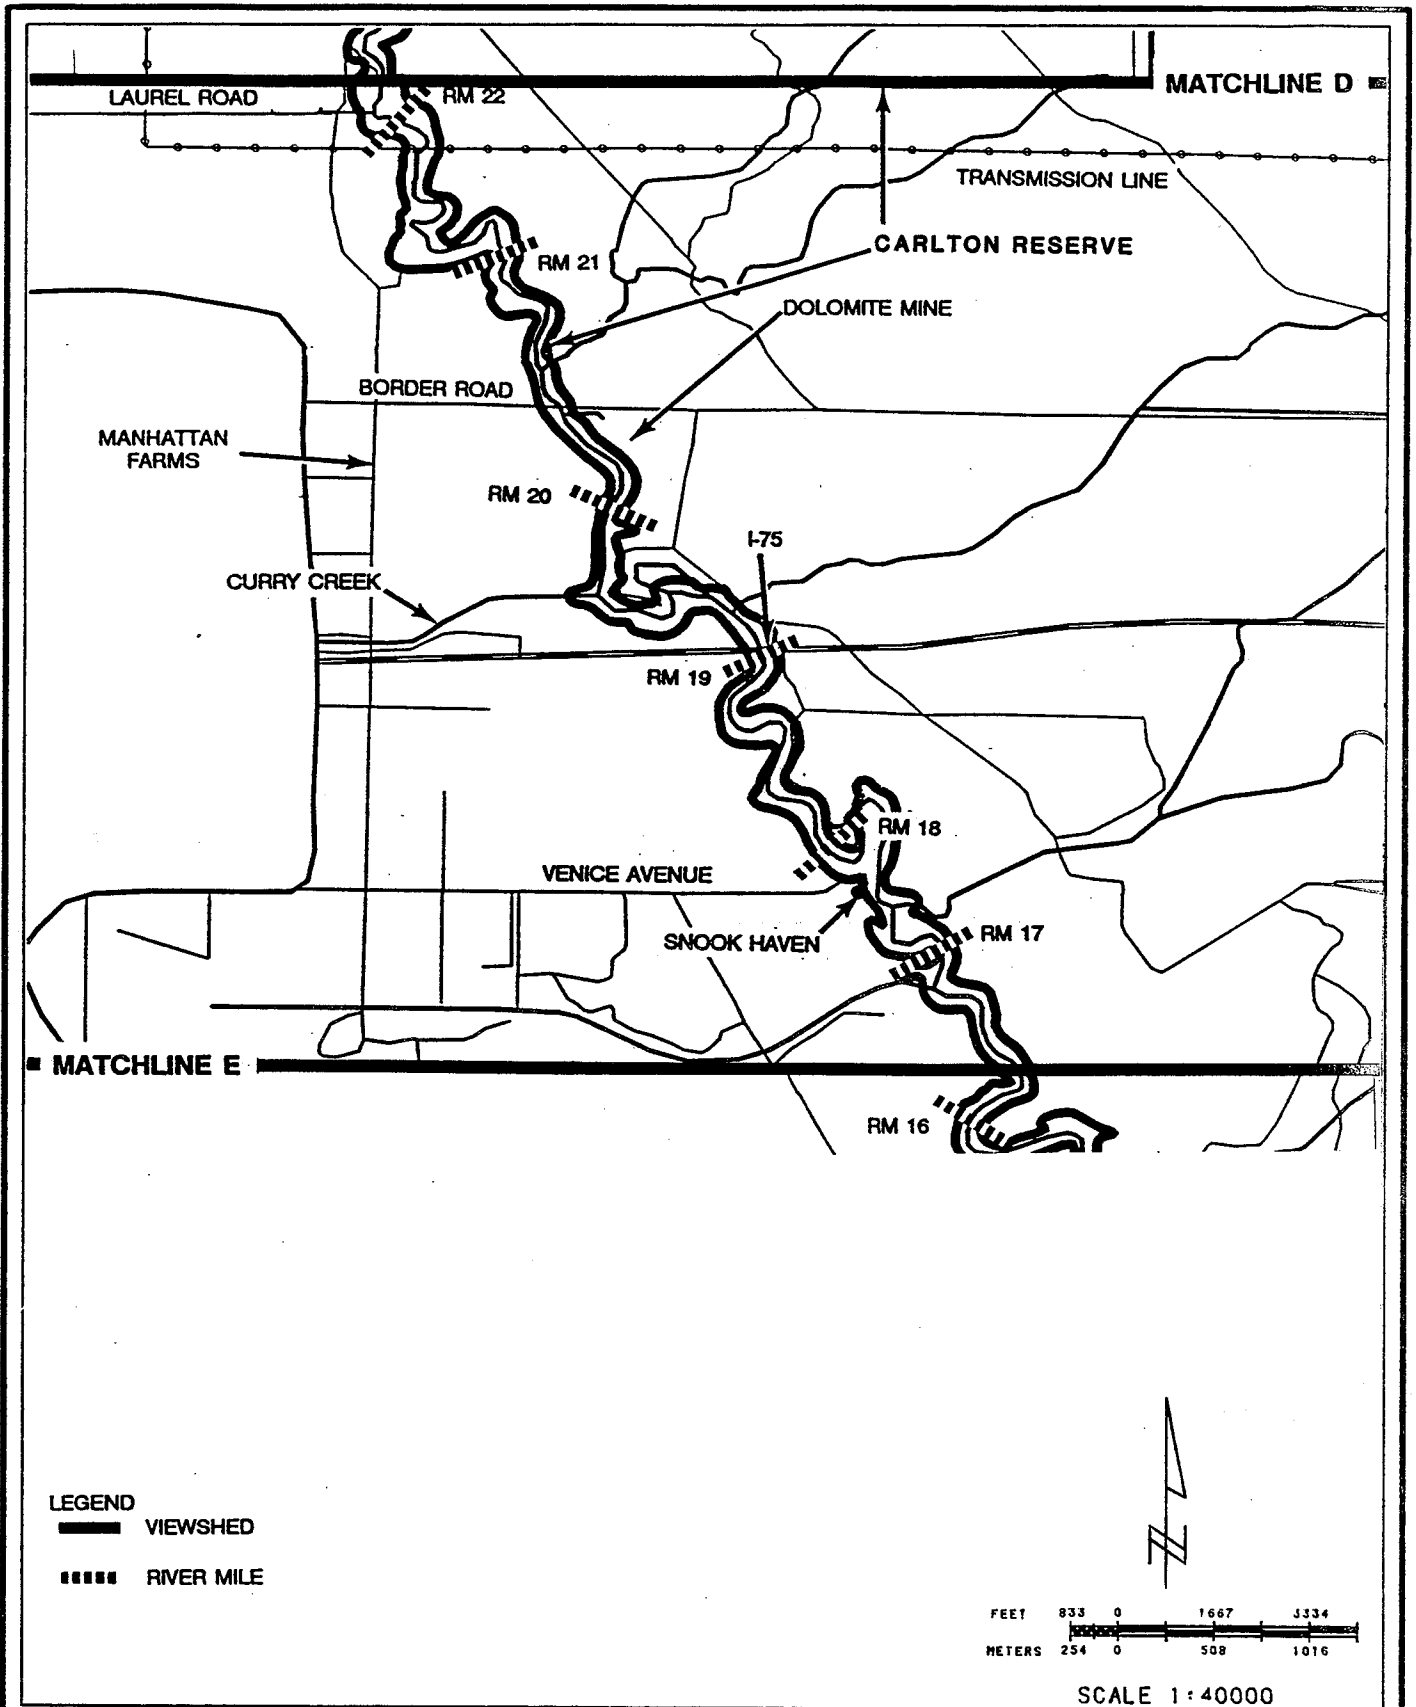 MATCHLINE D
LAUREL ROAD
RM 22
TRANSMISSION LINE
CARLTON RESERVE
RM 21
DOLOMITE MINE
BORDER ROAD
MANHATTAN
FARMS
RM 20
I-75
CURRY CREEK
RM 19
RM 18
VENICE AVENUE
SNOOK HAVEN
RM 17
MATCHLINE E
RM 16
LEGEND
VIEWSHED
RIVER MILE
N
FEET 833 0 1667 3334
METERS 254 0 508 1016
SCALE 1:40000